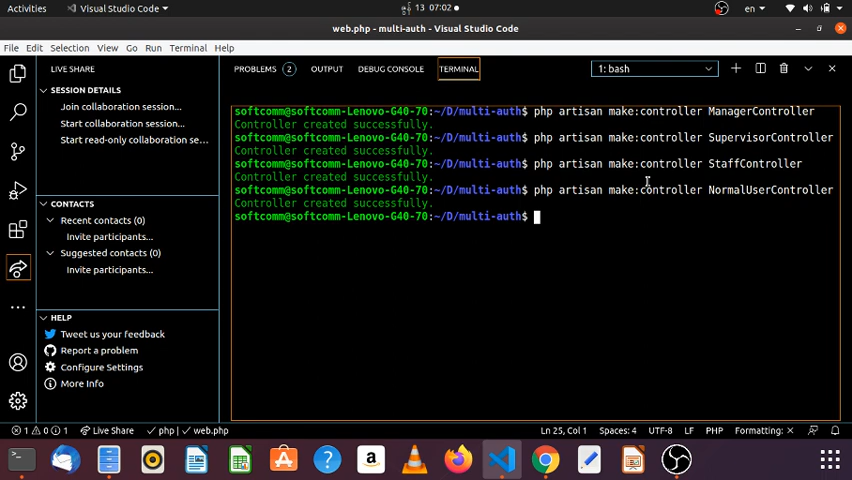 Activities Visual Studio Code 13 07:02 en
web.php - multi-auth - Visual Studio Code
File Edit Selection View Go Run Terminal Help
LIVE SHARE
SESSION DETAILS
Join collaboration session...
Start collaboration session...
Start read-only collaboration se...
CONTACTS
Recent contacts (0)
Invite participants...
Suggested contacts (0)
Invite participants...
HELP
Tweet us your feedback
Report a problem
Configure Settings
More Info
PROBLEMS 2 OUTPUT DEBUG CONSOLE TERMINAL 1: bash
softcomm@softcomm-Lenovo-G40-70:~/D/multi-auth$ php artisan make:controller ManagerController
Controller created successfully.
softcomm@softcomm-Lenovo-G40-70:~/D/multi-auth$ php artisan make:controller SupervisorController
Controller created successfully.
softcomm@softcomm-Lenovo-G40-70:~/D/multi-auth$ php artisan make:controller StaffController
Controller created successfully.
softcomm@softcomm-Lenovo-G40-70:~/D/multi-auth$ php artisan make:controller NormalUserController
Controller created successfully.
softcomm@softcomm-Lenovo-G40-70:~/D/multi-auth$
1 0 1 Live Share php web.php Ln 25, Col 1 Spaces: 4 UTF-8 LF PHP Formatting: ×